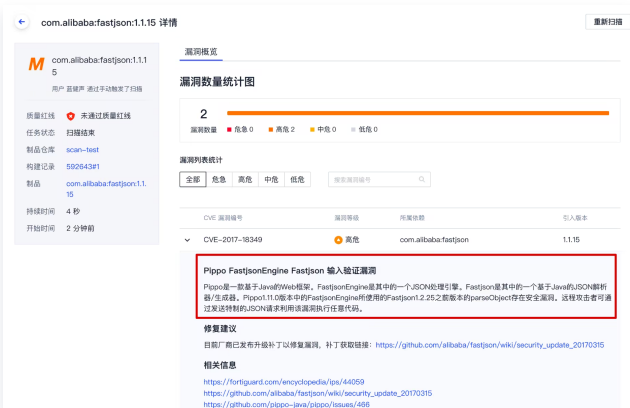 com.alibaba:fastjson:1.1.15 详情
重新扫描
M
com.alibaba:fastjson:1.1.1
5
用户 蓝健声 通过手动触发了扫描
质量红线 未通过质量红线
任务状态 扫描结束
制品仓库 scan-test
构建记录 592643#1
制品 com.alibaba:fastjson:1.1.
15
持续时间 4 秒
开始时间 2 分钟前
漏洞概览
漏洞数量统计图
2
漏洞数量 危急 0 高危 2 中危 0 低危 0
漏洞列表统计
全部 危急 高危 中危 低危 搜索漏洞编号
CVE 漏洞编号 漏洞等级 所属依赖 引入版本
CVE-2017-18349 高危 com.alibaba:fastjson 1.1.15
Pippo FastjsonEngine Fastjson 输入验证漏洞
Pippo是一款基于Java的Web框架。FastjsonEngine是其中的一个JSON处理引擎。Fastjson是其中的一个基于Java的JSON解析
器/生成器。Pippo1.11.0版本中的FastjsonEngine所使用的Fastjson1.2.25之前版本的parseObject存在安全漏洞。远程攻击者可通
过发送特制的JSON请求利用该漏洞执行任意代码。
修复建议
目前厂商已发布升级补丁以修复漏洞，补丁获取链接：https://github.com/alibaba/fastjson/wiki/security_update_20170315
相关信息
https://fortiguard.com/encyclopedia/ips/44059
https://github.com/alibaba/fastjson/wiki/security_update_20170315
https://github.com/pippo-java/pippo/issues/466